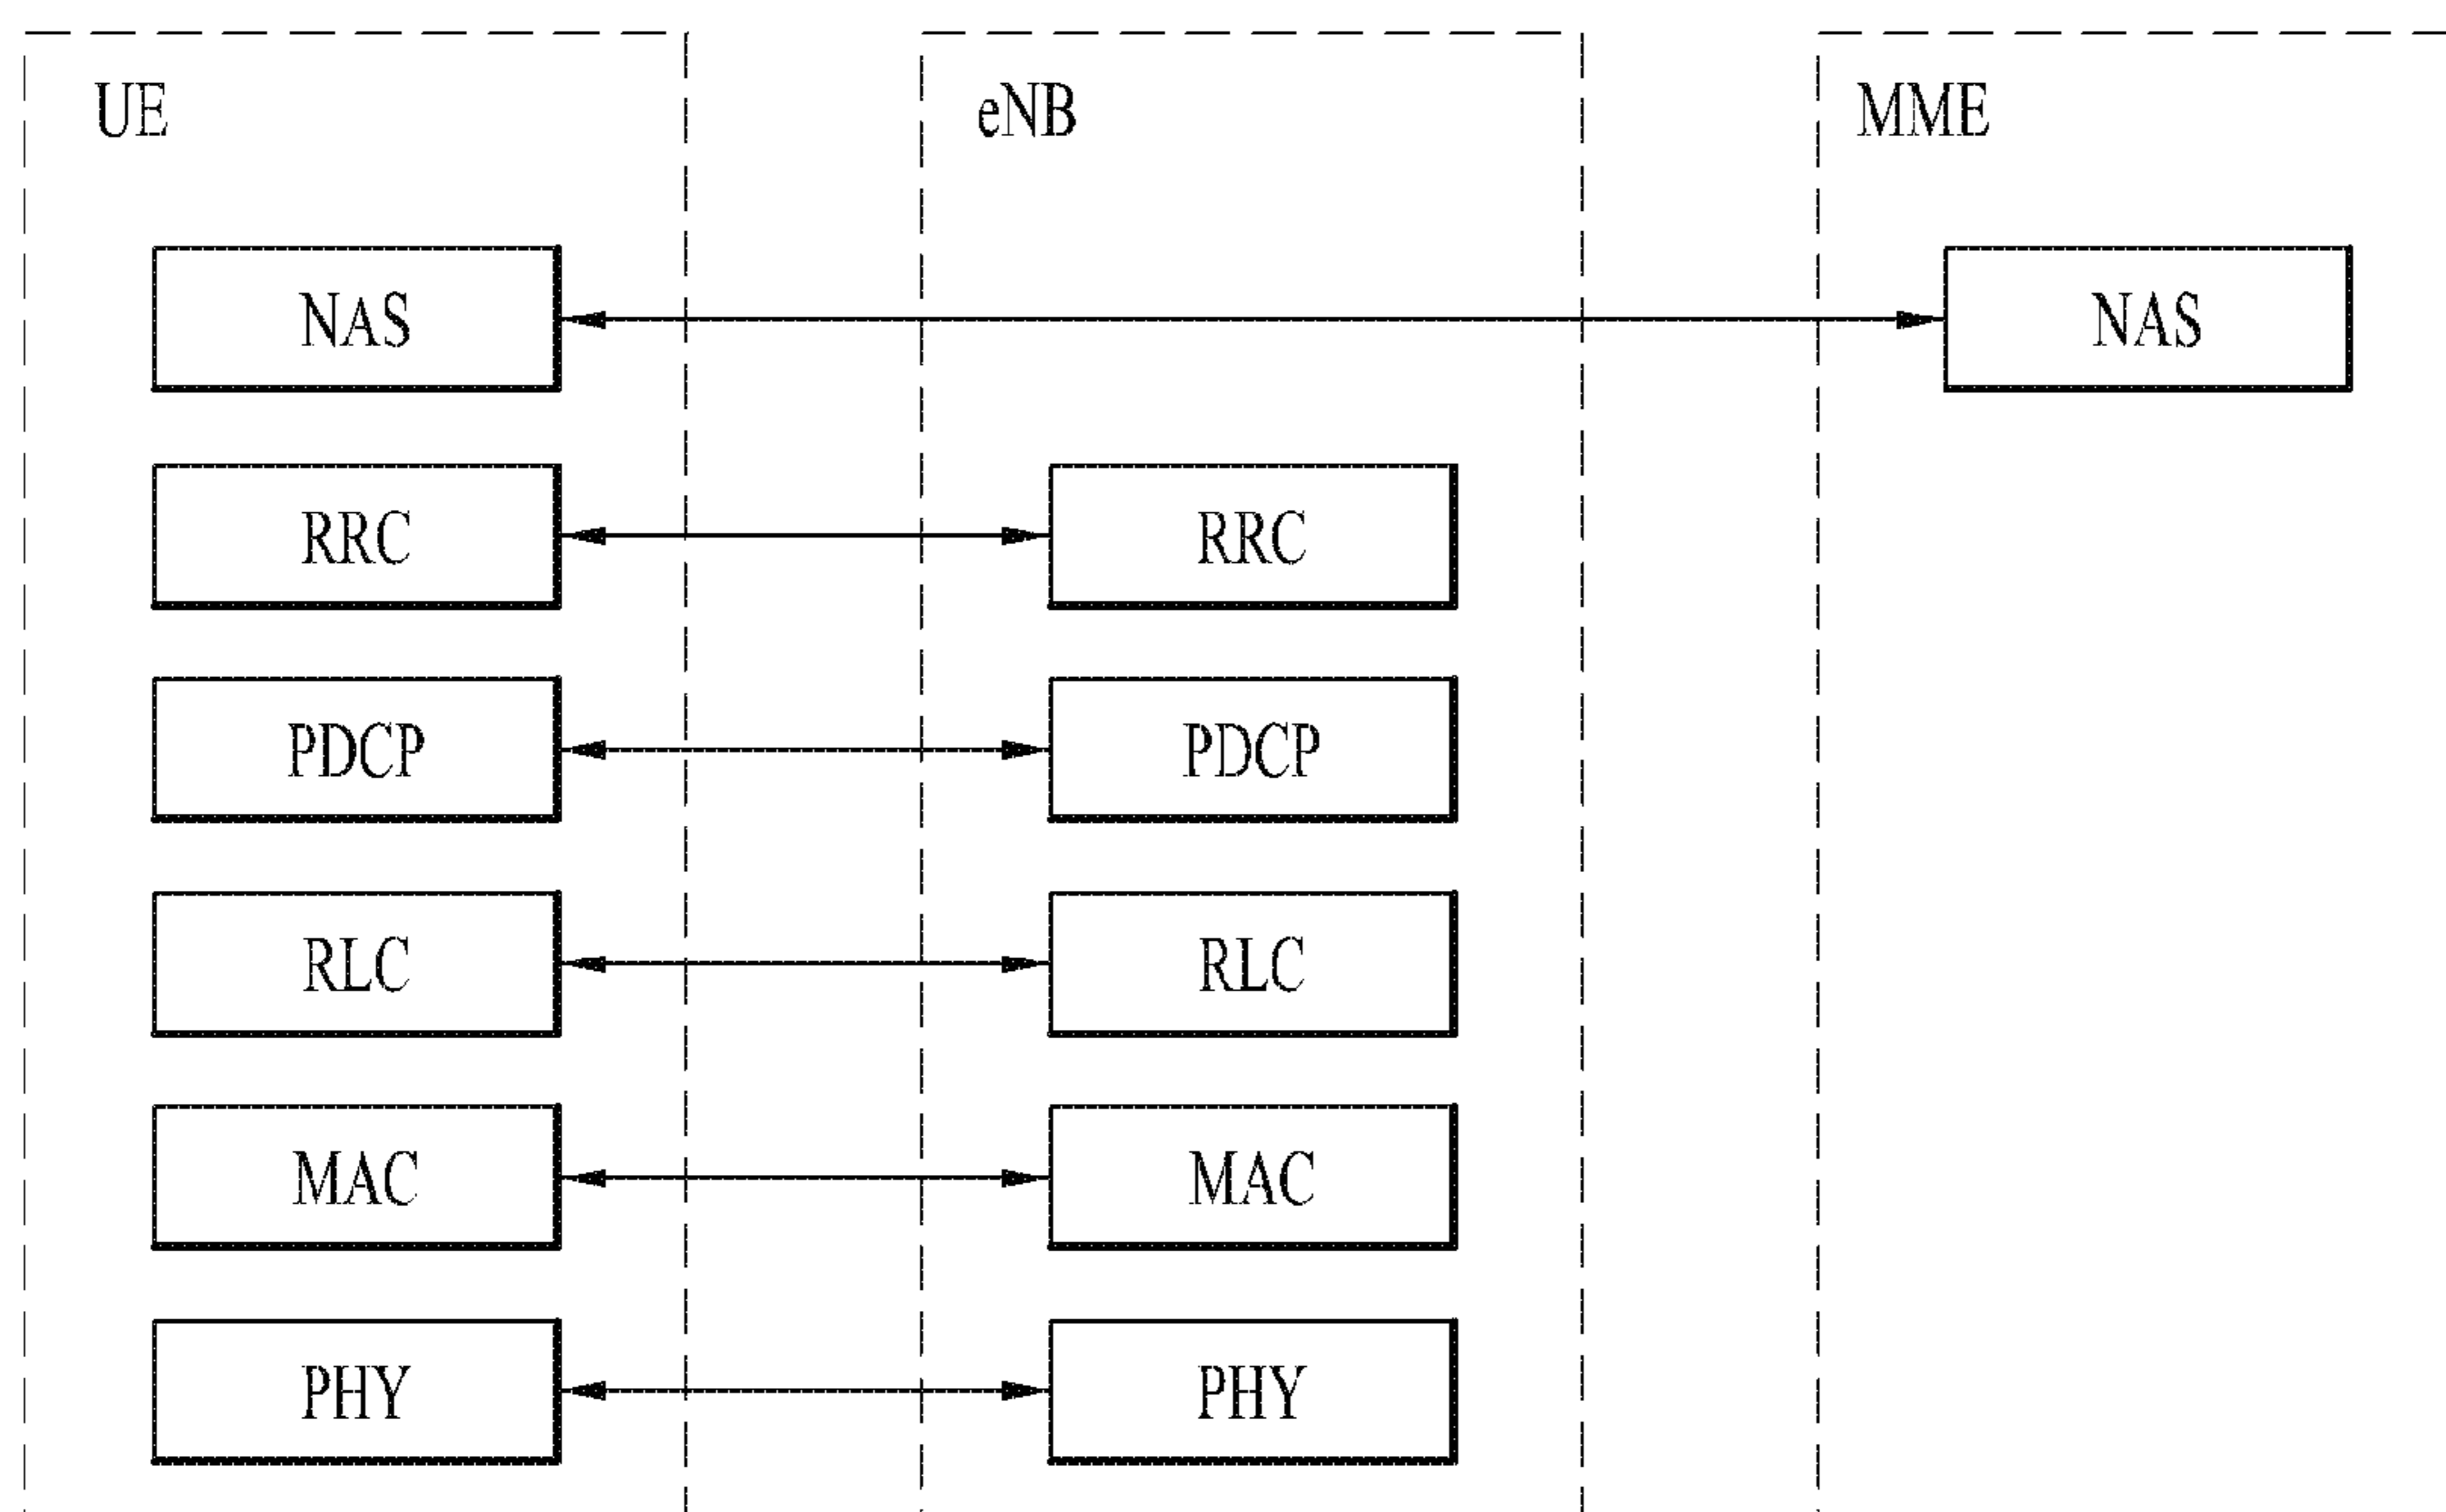 UE eNB MME
NAS NAS
RRC RRC
PDCP PDCP
RLC RLC
MAC MAC
PHY PHY